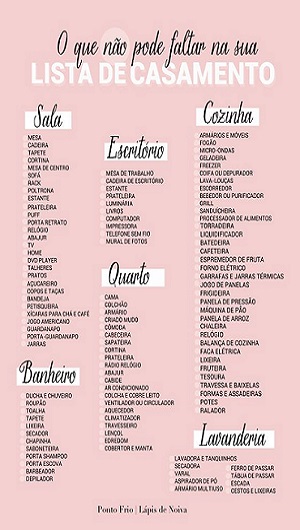 O que não pode faltar na sua
LISTA DE CASAMENTO
Sala
MESA
CADEIRA
TAPETE
CORTINA
MESA DE CENTRO
SOFÁ
RACK
POLTRONA
ESTANTE
PRATELEIRA
PUFF
PORTA RETRATO
RELÓGIO
ABAJUR
TV
HOME
DVD PLAYER
TALHERES
PRATOS
AÇUCAREIRO
COPOS E TAÇAS
BANDEJA
PETISQUEIRA
XÍCARAS PARA CHÁ E CAFÉ
JOGO AMERICANO
GUARDANAPO
PORTA-GUARDANAPO
JARRAS
Banheiro
DUCHA E CHUVEIRO
ROUPÃO
TOALHA
TAPETE
LIXEIRA
SECADOR
CHAPINHA
SABONETEIRA
PORTA SHAMPOO
PORTA ESCOVA
BARBEADOR
DEPILADOR
Escritório
MESA DE TRABALHO
CADEIRA DE ESCRITÓRIO
ESTANTE
PRATELEIRA
LUMINÁRIA
LIVROS
COMPUTADOR
IMPRESSORA
TELEFONE SEM FIO
MURAL DE FOTOS
Quarto
CAMA
COLCHÃO
ARMÁRIO
CRIADO MUDO
CÔMODA
CABECEIRA
SAPATEIRA
CORTINA
PRATELEIRA
RADIO RELÓGIO
ABAJUR
CABIDE
AR CONDICIONADO
COLCHA E COBRE LEITO
VENTILADOR OU CIRCULADOR
AQUECEDOR
CLIMATIZADOR
TRAVESSEIRO
LENÇOL
EDREDOM
COBERTOR E MANTA
Cozinha
ARMÁRIOS E MÓVEIS
FOGÃO
MICRO-ONDAS
GELADEIRA
FREEZER
COIFA OU DEPURADOR
LAVA-LOUÇAS
ESCORREDOR
BEBEDOR OU PURIFICADOR
GRILL
SANDUICHEIRA
PROCESSADOR DE ALIMENTOS
TORRADEIRA
LIQUIDIFICADOR
BATEDEIRA
CAFETEIRA
ESPREMEDOR DE FRUTA
FORNO ELÉTRICO
GARRAFAS E JARRAS TÉRMICAS
JOGO DE PANELAS
FRIGIDEIRA
PANELA DE PRESSÃO
MÁQUINA DE PÃO
PANELA DE ARROZ
CHALEIRA
RELÓGIO
BALANÇA DE COZINHA
FACA ELÉTRICA
LIXEIRA
FRUTEIRA
TESOURA
TRAVESSA E BAIXELAS
FORMAS E ASSADEIRAS
POTES
RALADOR
Lavanderia
LAVADORA E TANQUINHOS
SECADORA
VARAL
ASPIRADOR DE PÓ
ARMÁRIO MULTIUSO
FERRO DE PASSAR
TÁBUA DE PASSAR
ESCADA
CESTOS E LIXEIRAS
Ponto Frio | Lápis de Noiva